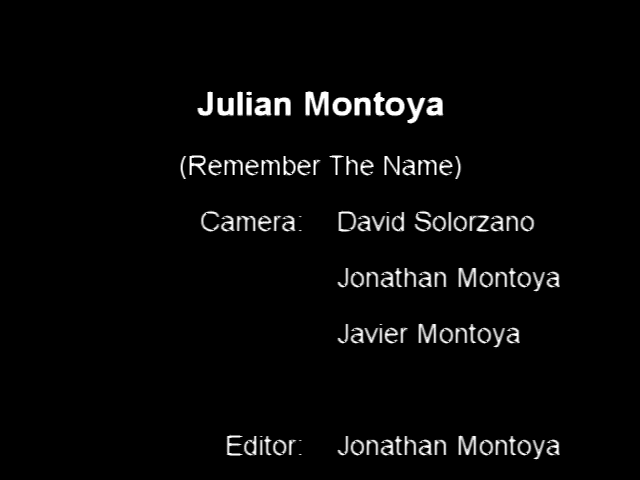 Julian Montoya
(Remember The Name)
Camera: David Solorzano
Jonathan Montoya
Javier Montoya
Editor: Jonathan Montoya